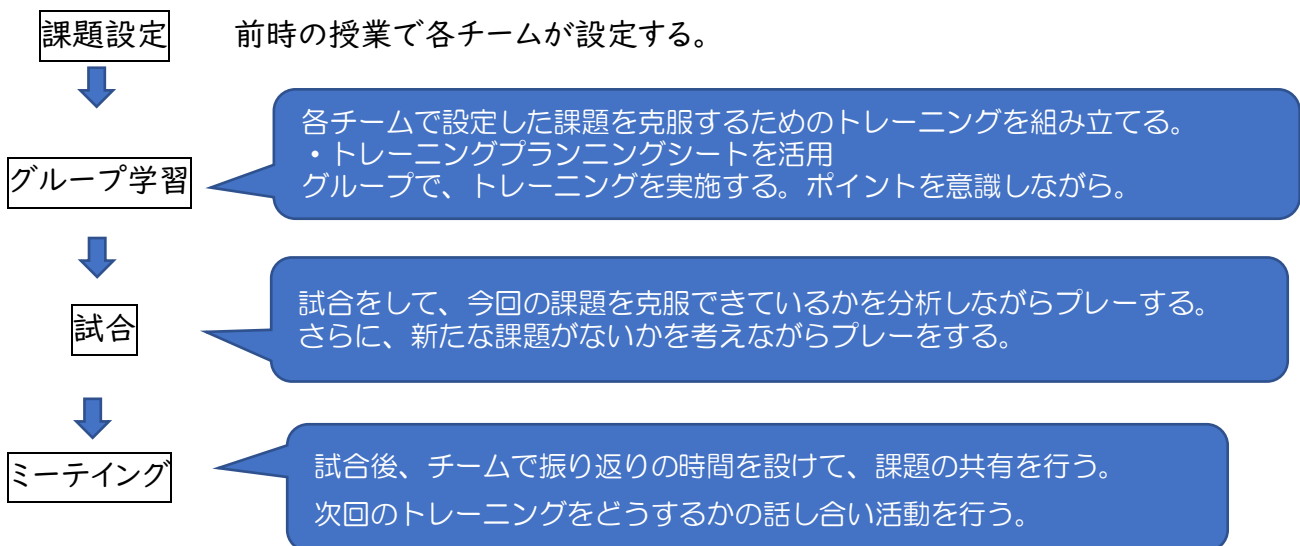 課題設定　前時の授業で各チームが設定する。
各チームで設定した課題を克服するためのトレーニングを組み立てる。
・トレーニングプランニングシートを活用
グループ学習
グループで、トレーニングを実施する。ポイントを意識しながら。
試合をして、今回の課題を克服できているかを分析しながらプレーする。
試合
さらに、新たな課題がないかを考えながらプレーをする。
ミーテイング
試合後、チームで振り返りの時間を設けて、課題の共有を行う。
次回のトレーニングをどうするかの話し合い活動を行う。